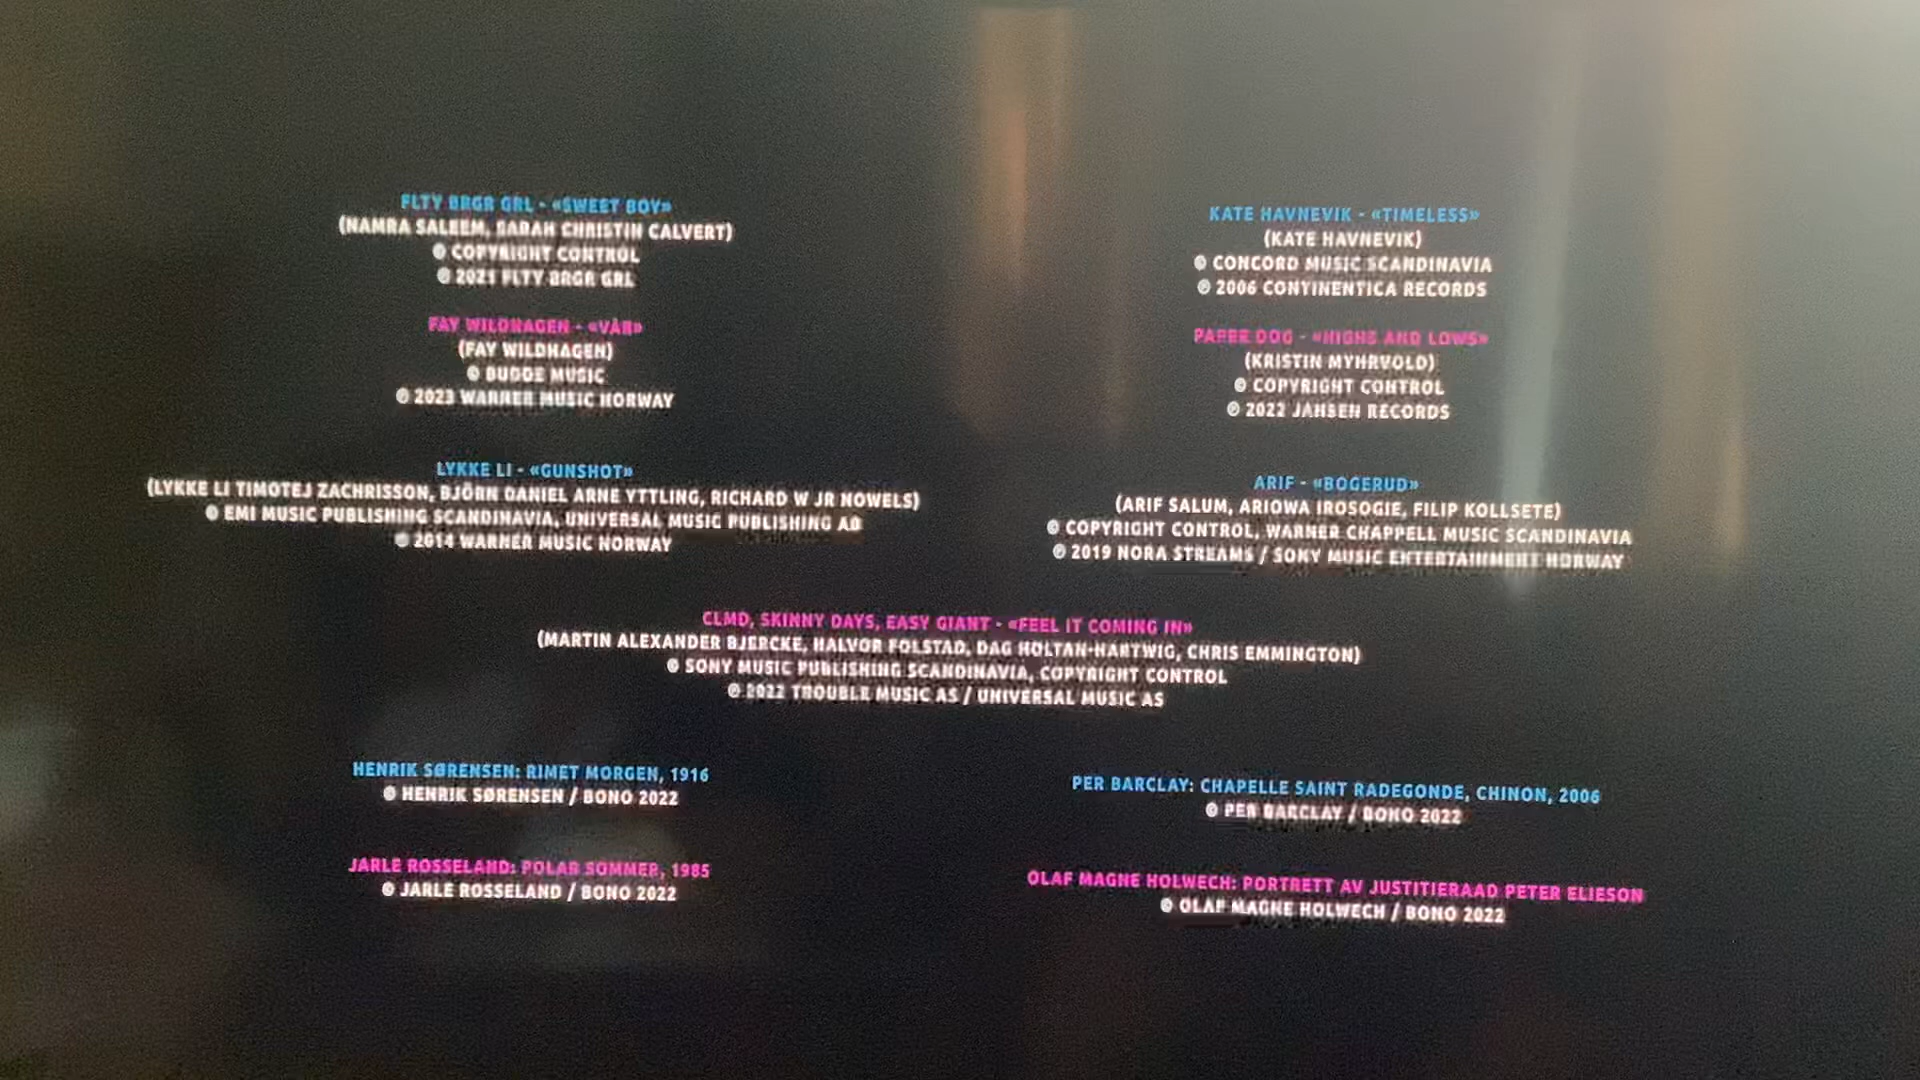 FLTY BRGR GRL - «SWEET BOY»
(NAMRA SALEEM, SARAH CHRISTIN CALVERT)
© COPYRIGHT CONTROL
℗ 2021 FLTY BRGR GRL
FAY WILDHAGEN - «VÅR»
(FAY WILDHAGEN)
© BUDDE MUSIC
℗ 2023 WARNER MUSIC NORWAY
LYKKE LI - «GUNSHOT»
(LYKKE LI TIMOTEJ ZACHRISSON, BJÖRN DANIEL ARNE YTTLING, RICHARD W JR NOWELS)
© EMI MUSIC PUBLISHING SCANDINAVIA, UNIVERSAL MUSIC PUBLISHING AB
℗ 2014 WARNER MUSIC NORWAY
KATE HAVNEVIK - «TIMELESS»
(KATE HAVNEVIK)
© CONCORD MUSIC SCANDINAVIA
℗ 2006 CONTINENTICA RECORDS
PAPER DOG - «HIGHS AND LOWS»
(KRISTIN MYHRVOLD)
© COPYRIGHT CONTROL
℗ 2022 JANSEN RECORDS
ARIF - «BOGERUD»
(ARIF SALUM, ARIOWA IROSOGIE, FILIP KOLLSETE)
© COPYRIGHT CONTROL, WARNER CHAPPELL MUSIC SCANDINAVIA
℗ 2019 NORA STREAMS / SONY MUSIC ENTERTAINMENT NORWAY
CLMD, SKINNY DAYS, EASY GIANT - «FEEL IT COMING IN»
(MARTIN ALEXANDER BJERCKE, HALVOR FOLSTAD, DAG HOLTAN-HARTWIG, CHRIS EMMINGTON)
© SONY MUSIC PUBLISHING SCANDINAVIA, COPYRIGHT CONTROL
℗ 2022 TROUBLE MUSIC AS / UNIVERSAL MUSIC AS
HENRIK SØRENSEN: RIMET MORGEN, 1916
© HENRIK SØRENSEN / BONO 2022
JARLE ROSSELAND: POLAR SOMMER, 1985
© JARLE ROSSELAND / BONO 2022
PER BARCLAY: CHAPELLE SAINT RADEGONDE, CHINON, 2006
© PER BARCLAY / BONO 2022
OLAF MAGNE HOLWECH: PORTRETT AV JUSTITIERAAD PETER ELIESON
© OLAF MAGNE HOLWECH / BONO 2022